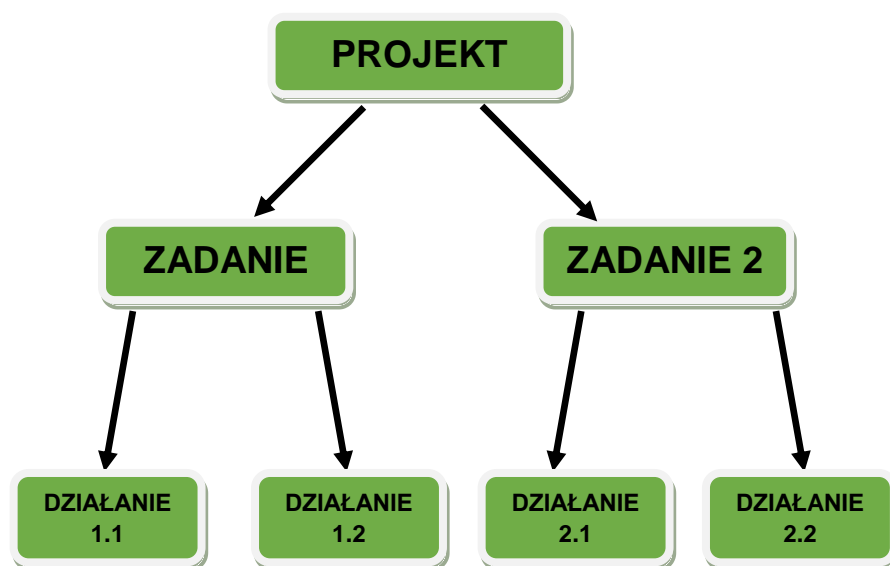 PROJEKT
ZADANIE
ZADANIE 2
DZIAŁANIE
1.1
DZIAŁANIE
1.2
DZIAŁANIE
2.1
DZIAŁANIE
2.2